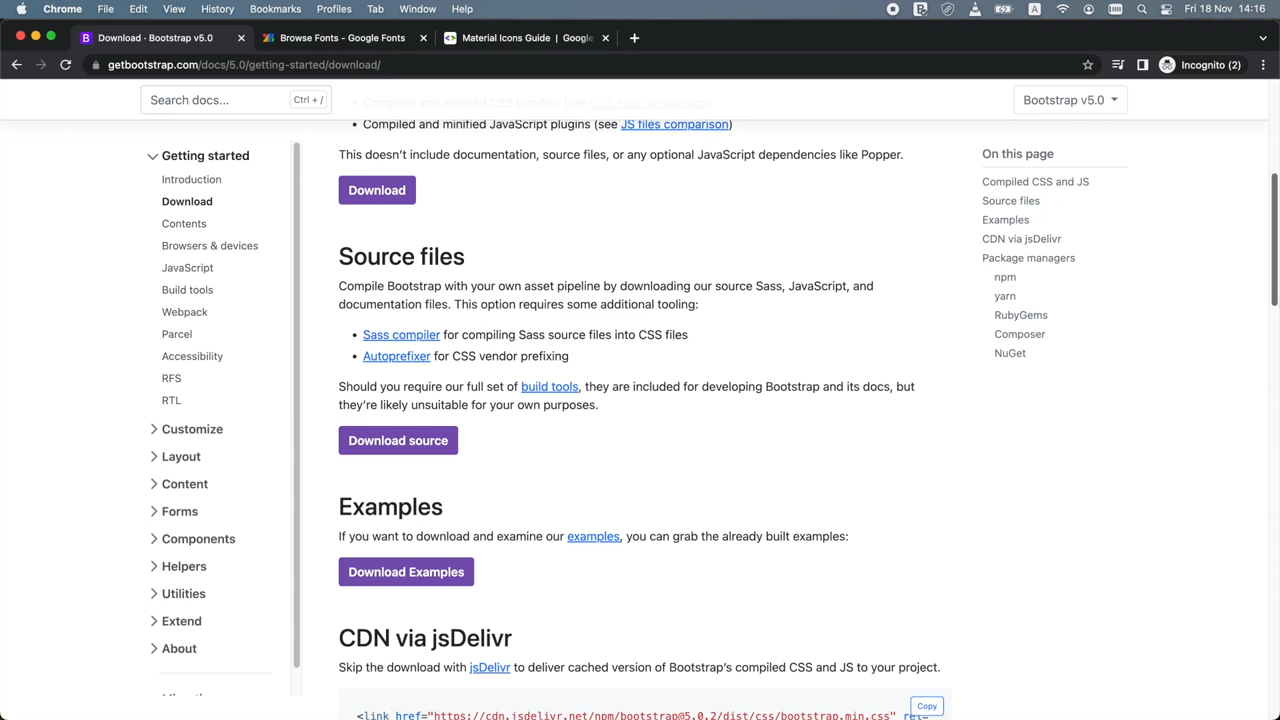 Chrome File Edit View History Bookmarks Profiles Tab Window Help Fri 18 Nov 14:16
Download · Bootstrap v5.0 Browse Fonts - Google Fonts Material Icons Guide | Google
getbootstrap.com/docs/5.0/getting-started/download/ Incognito (2)
Search docs... Ctrl + / Bootstrap v5.0
Compiled and minified CSS bundles (see CSS files comparison)
Compiled and minified JavaScript plugins (see JS files comparison)
This doesn't include documentation, source files, or any optional JavaScript dependencies like Popper.
Download
Getting started
Introduction
Download
Contents
Browsers & devices
JavaScript
Build tools
Webpack
Parcel
Accessibility
RFS
RTL
Customize
Layout
Content
Forms
Components
Helpers
Utilities
Extend
About
Source files
Compile Bootstrap with your own asset pipeline by downloading our source Sass, JavaScript, and
documentation files. This option requires some additional tooling:
Sass compiler for compiling Sass source files into CSS files
Autoprefixer for CSS vendor prefixing
Should you require our full set of build tools, they are included for developing Bootstrap and its docs, but
they're likely unsuitable for your own purposes.
Download source
Examples
If you want to download and examine our examples, you can grab the already built examples:
Download Examples
CDN via jsDelivr
Skip the download with jsDelivr to deliver cached version of Bootstrap's compiled CSS and JS to your project.
Copy
<link href="https://cdn.jsdelivr.net/npm/bootstrap@5.0.2/dist/css/bootstrap.min.css" rel=
On this page
Compiled CSS and JS
Source files
Examples
CDN via jsDelivr
Package managers
npm
yarn
RubyGems
Composer
NuGet